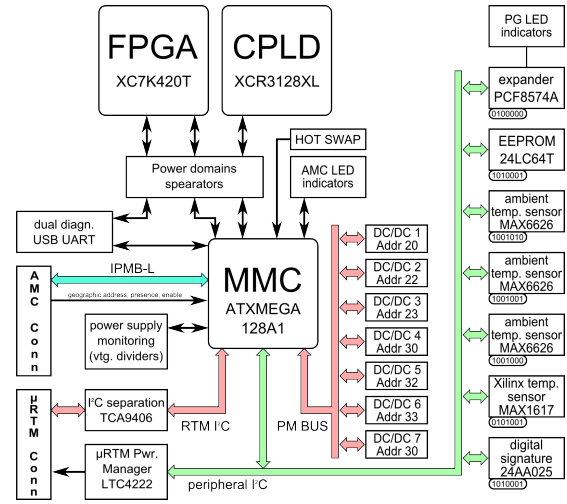 FPGA
XC7K420T
CPLD
XCR3128XL
PG LED
indicators
expander
PCF8574A
0100000
HOT SWAP
EEPROM
24LC64T
1010001
Power domains
spearators
AMC LED
indicators
ambient
temp. sensor
MAX6626
1001010
dual diagn.
USB UART
DC/DC 1
Addr 20
DC/DC 2
Addr 22
DC/DC 3
Addr 23
DC/DC 4
Addr 30
DC/DC 5
Addr 32
DC/DC 6
Addr 33
DC/DC 7
Addr 30
AMC Conn
IPMB-L
geographic address, presence, enable
MMC
ATXMEGA
128A1
ambient
temp. sensor
MAX6626
1001001
power supply
monitoring
(vtg. dividers)
ambient
temp. sensor
MAX6626
1001000
µRTM Conn
I²C separation
TCA9406
RTM I²C
PM BUS
Xilinx temp.
sensor
MAX1617
0101001
µRTM Pwr.
Manager
LTC4222
peripheral I²C
digital
signature
24AA025
1010001